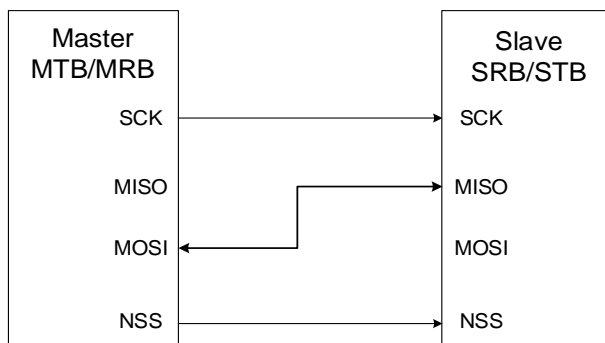 Master
MTB/MRB
SCK
MISO
MOSI
NSS
Slave
SRB/STB
SCK
MISO
MOSI
NSS